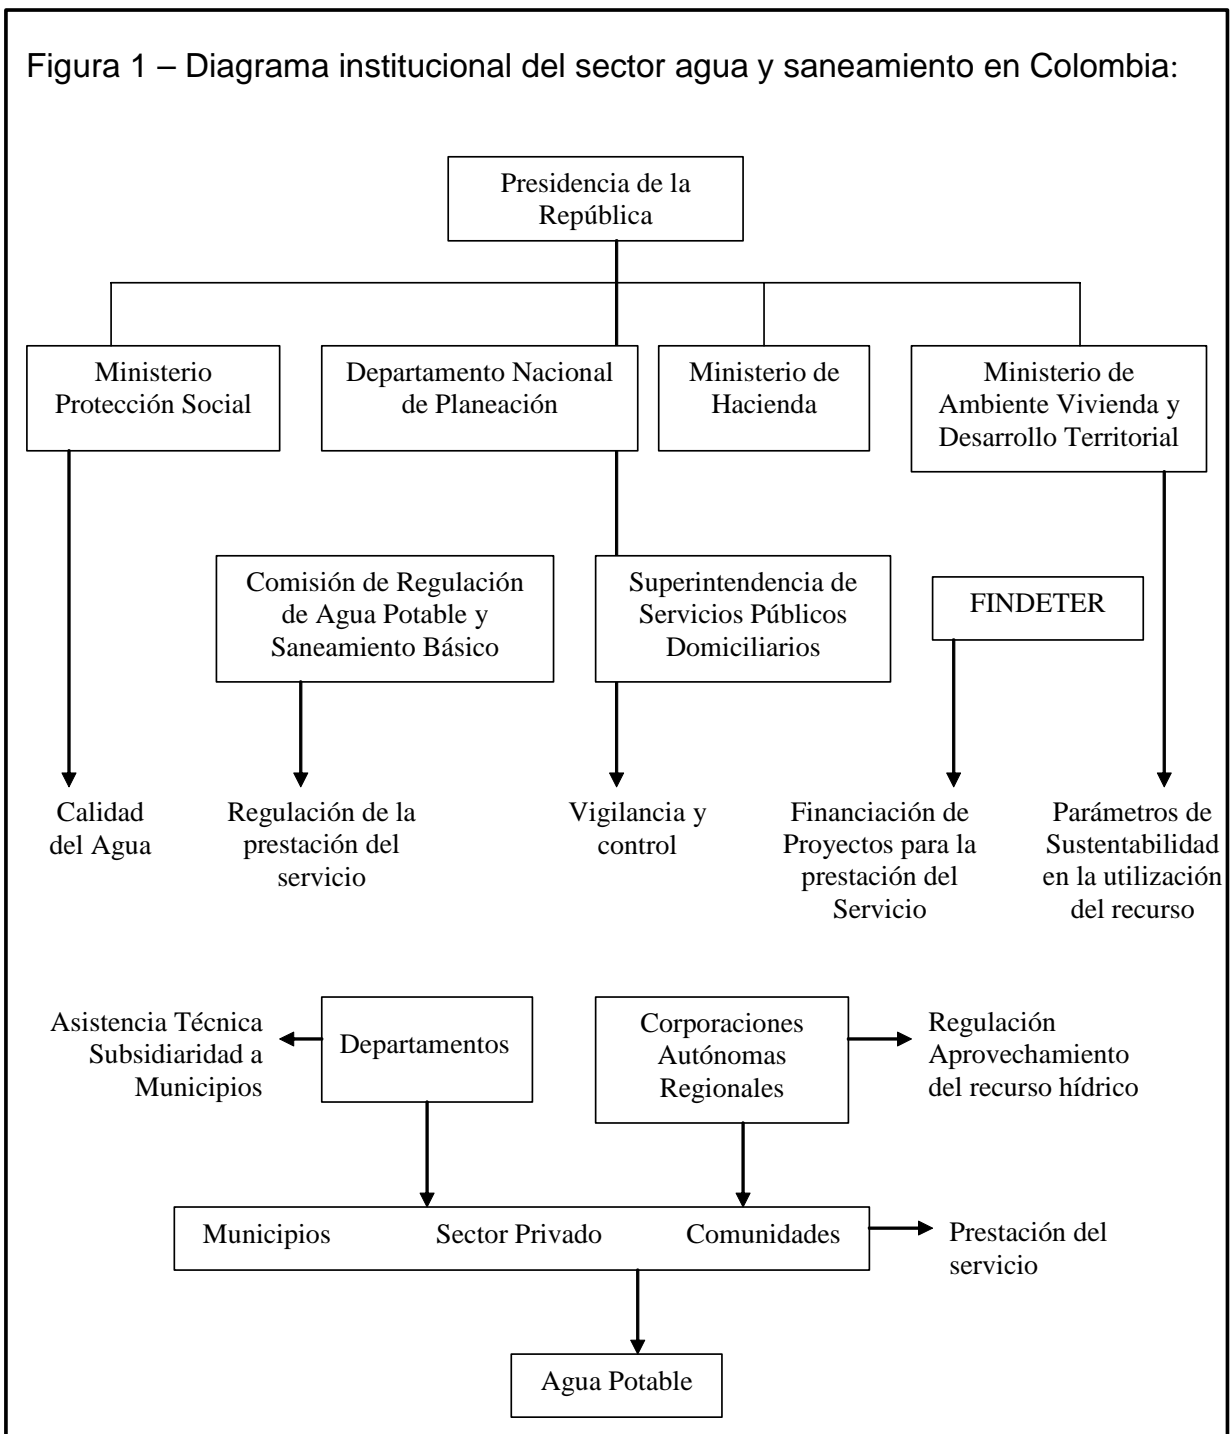 Figura 1 – Diagrama institucional del sector agua y saneamiento en Colombia:
Presidencia de la
República
Ministerio
Protección Social
Departamento Nacional
de Planeación
Ministerio de
Hacienda
Ministerio de
Ambiente Vivienda y
Desarrollo Territorial
Comisión de Regulación
de Agua Potable y
Saneamiento Básico
Superintendencia de
Servicios Públicos
Domiciliarios
FINDETER
Calidad
del Agua
Regulación de la
prestación del
servicio
Vigilancia y
control
Financiación de
Proyectos para la
prestación del
Servicio
Parámetros de
Sustentabilidad
en la utilización
del recurso
Asistencia Técnica
Subsidiaridad a
Municipios
Departamentos
Corporaciones
Autónomas
Regionales
Regulación
Aprovechamiento
del recurso hídrico
Municipios
Sector Privado
Comunidades
Prestación del
servicio
Agua Potable